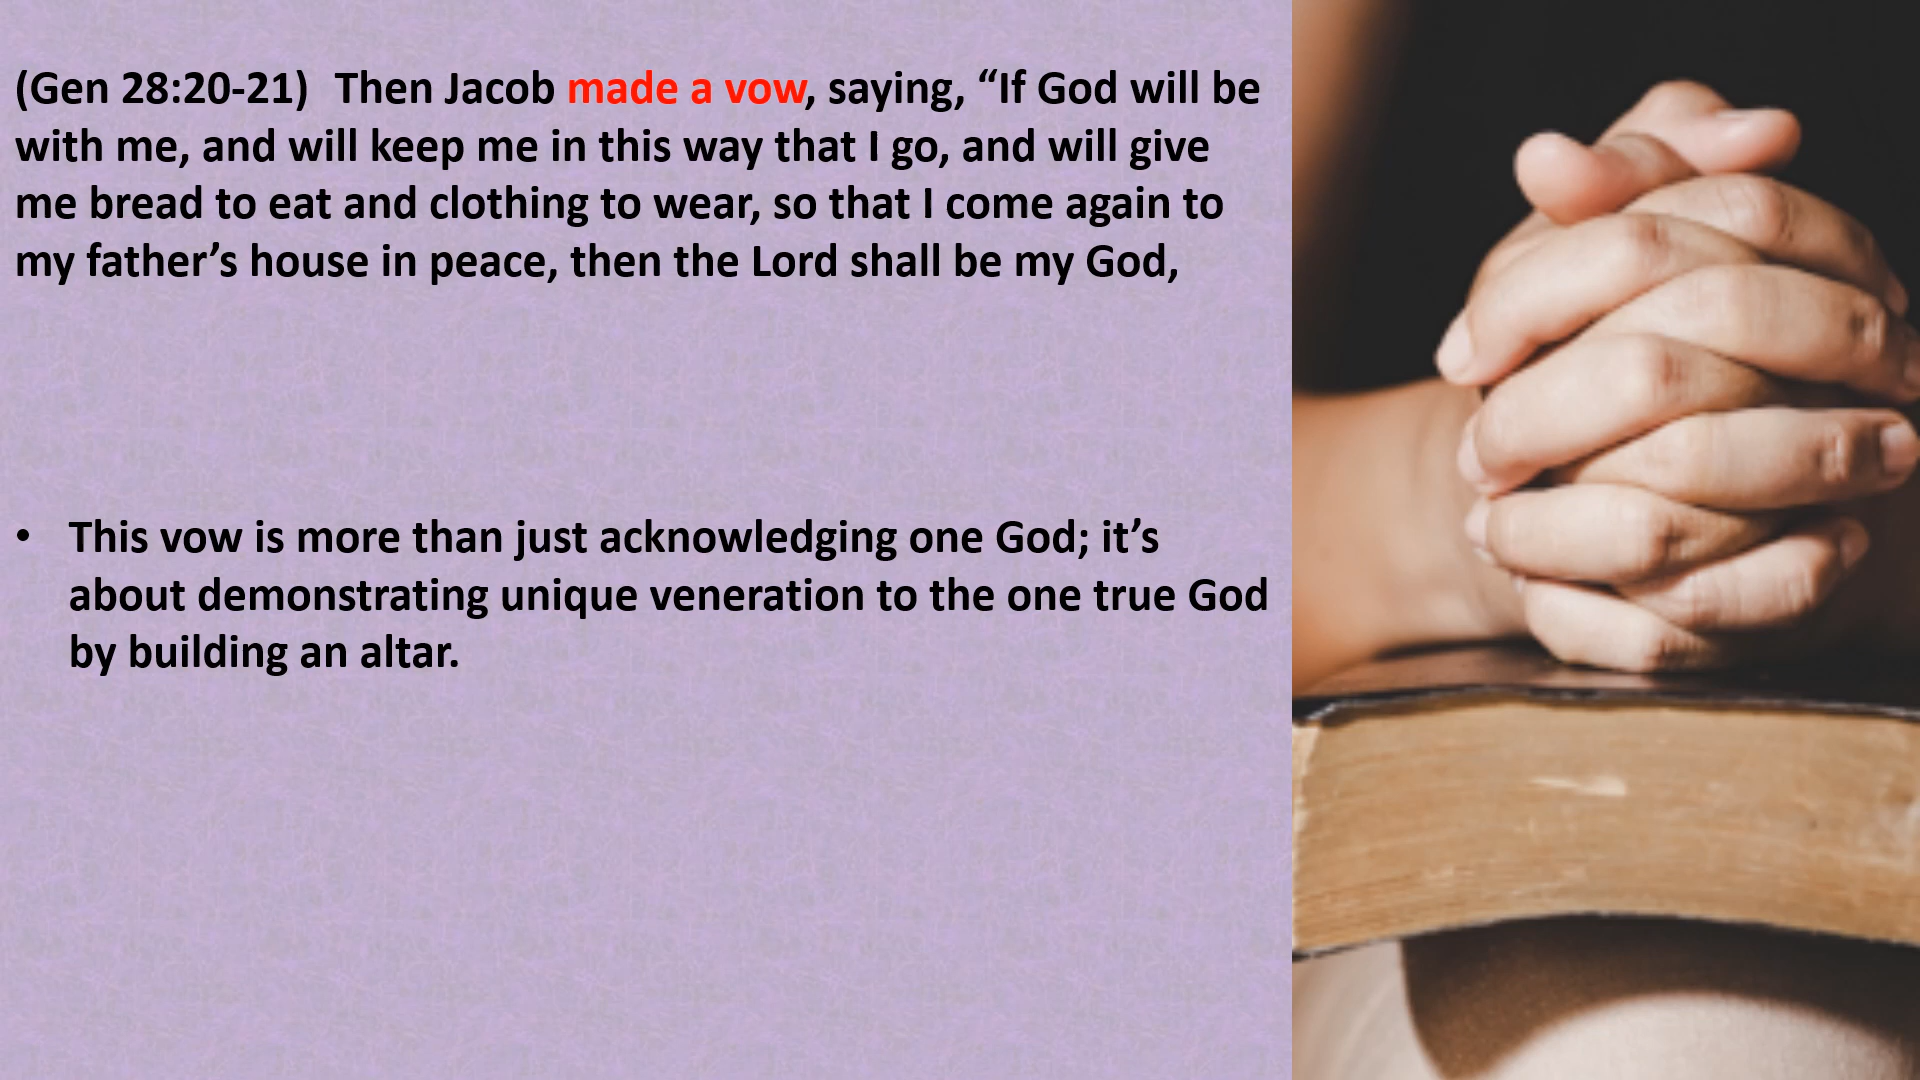 (Gen 28:20-21)  Then Jacob made a vow, saying, “If God will be
with me, and will keep me in this way that I go, and will give
me bread to eat and clothing to wear, so that I come again to
my father’s house in peace, then the Lord shall be my God,
• This vow is more than just acknowledging one God; it’s
about demonstrating unique veneration to the one true God
by building an altar.